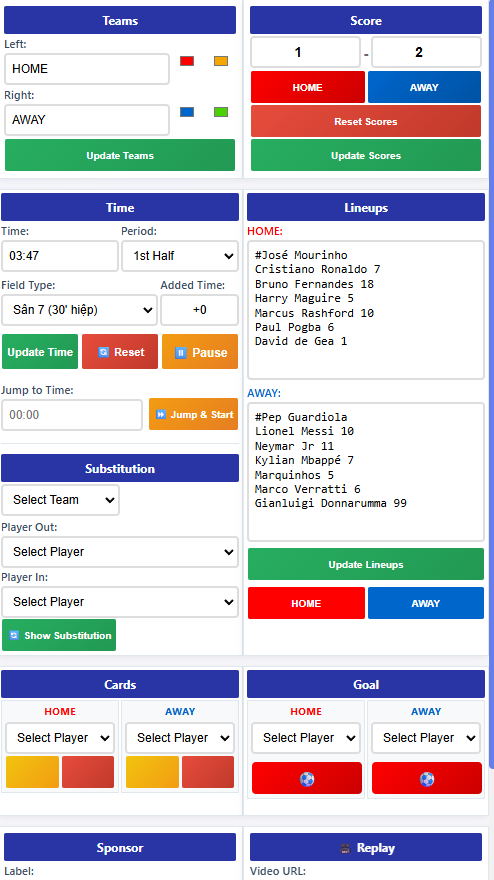 Teams
Left:
HOME
Right:
AWAY
Update Teams
Score
1 - 2
HOME AWAY
Reset Scores
Update Scores
Time
Time: Period:
03:47 1st Half
Field Type: Added Time:
Sân 7 (30' hiệp) +0
Update Time Reset Pause
Jump to Time:
00:00 Jump & Start
Substitution
Select Team
Player Out:
Select Player
Player In:
Select Player
Show Substitution
Lineups
HOME:
#José Mourinho
Cristiano Ronaldo 7
Bruno Fernandes 18
Harry Maguire 5
Marcus Rashford 10
Paul Pogba 6
David de Gea 1
AWAY:
#Pep Guardiola
Lionel Messi 10
Neymar Jr 11
Kylian Mbappé 7
Marquinhos 5
Marco Verratti 6
Gianluigi Donnarumma 99
Update Lineups
HOME AWAY
Cards
HOME AWAY
Select Player Select Player
Goal
HOME AWAY
Select Player Select Player
Sponsor
Label:
Replay
Video URL: